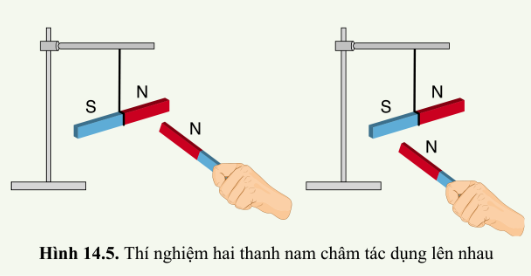 N
S
N
N
S
N
Hình 14.5. Thí nghiệm hai thanh nam châm tác dụng lên nhau